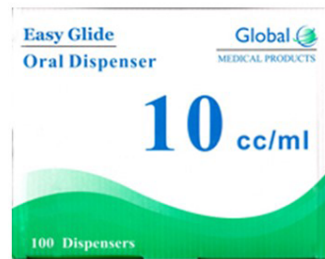 Easy Glide
Oral Dispenser
Global
MEDICAL PRODUCTS
10 cc/ml
100 Dispensers